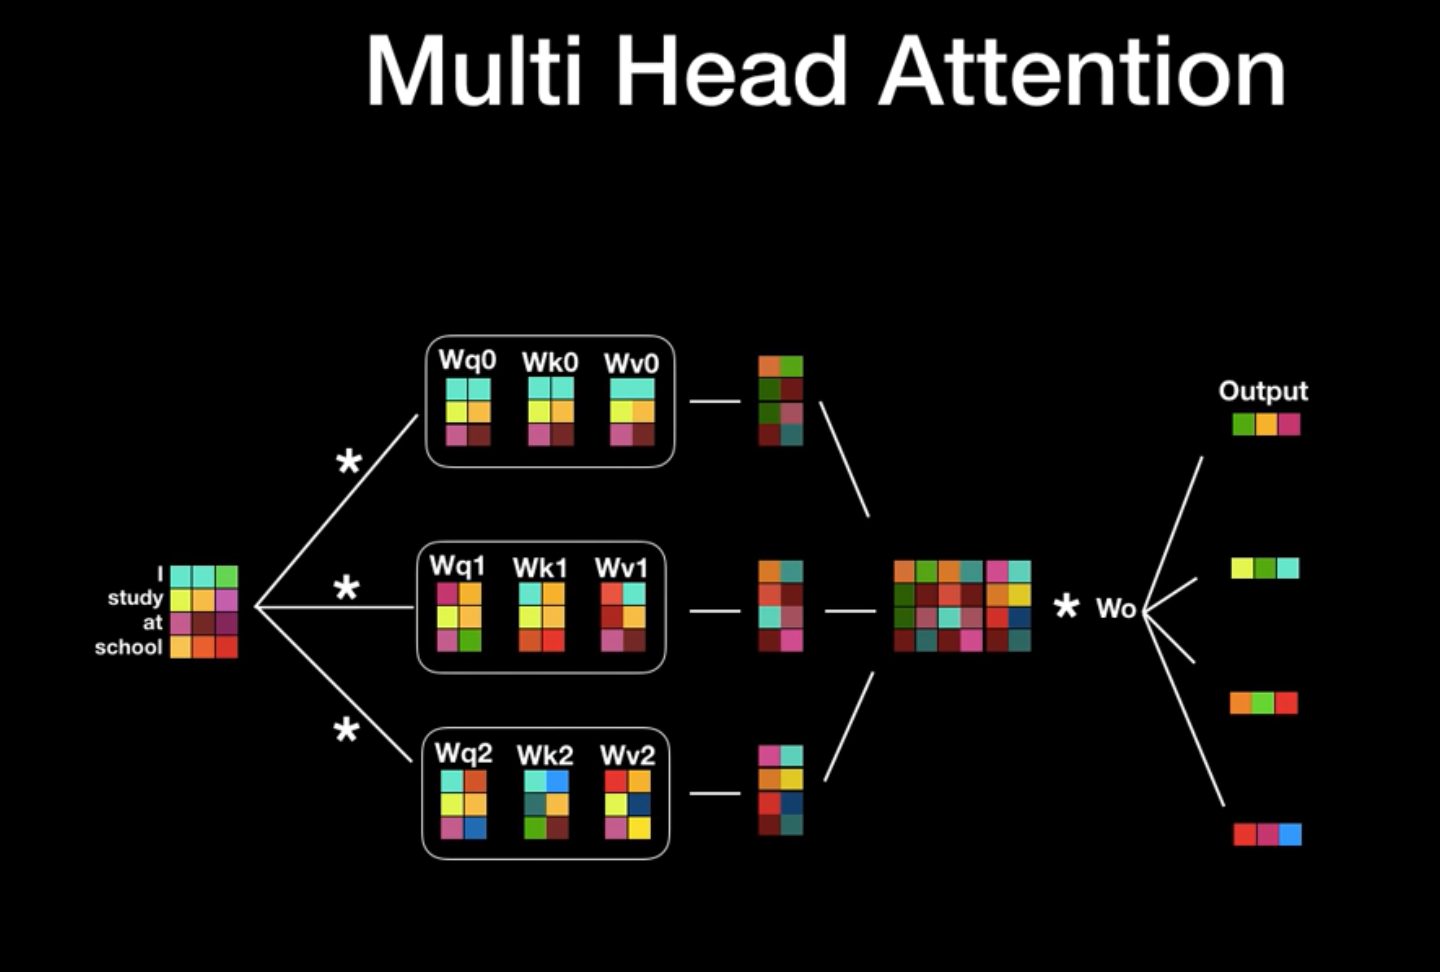 Multi Head Attention
Wq0 Wk0 Wv0
*
Output
I
study
at
school
*
Wq1 Wk1 Wv1
* Wo
*
Wq2 Wk2 Wv2